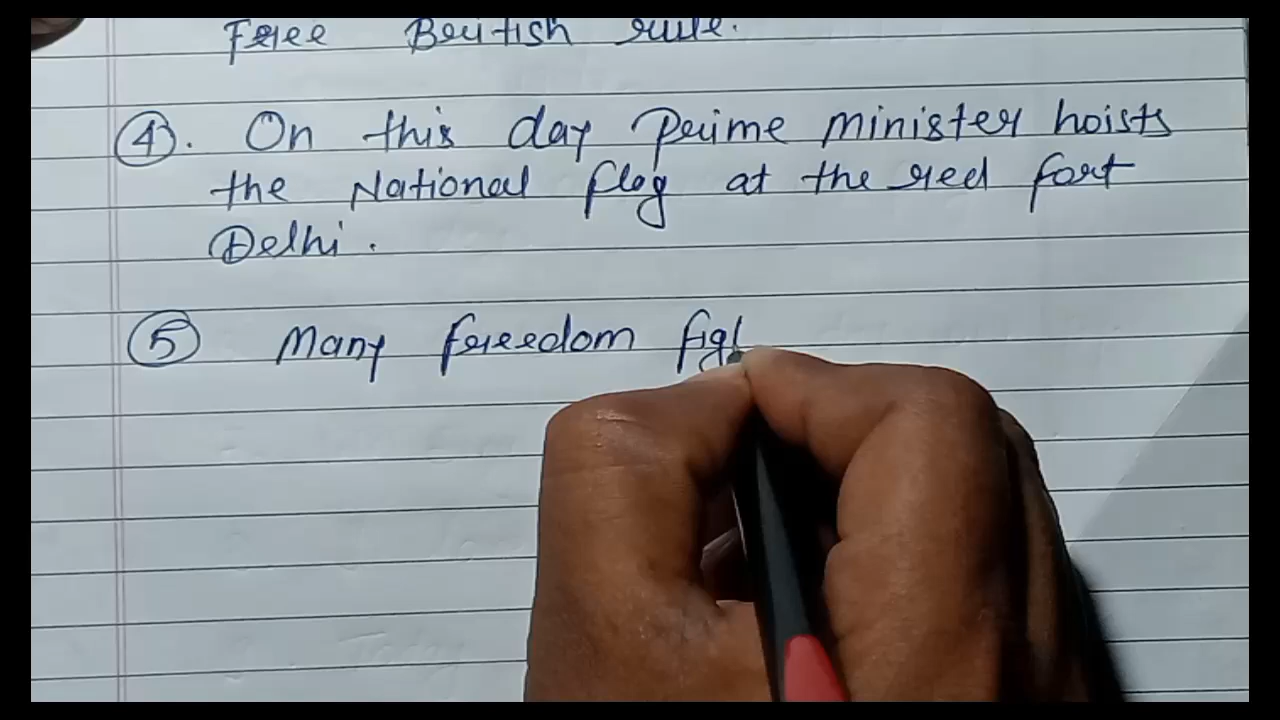 Free British rule.
④. On this day Prime minister hoists
the National flag at the red fort
Delhi.
⑤ Many freedom